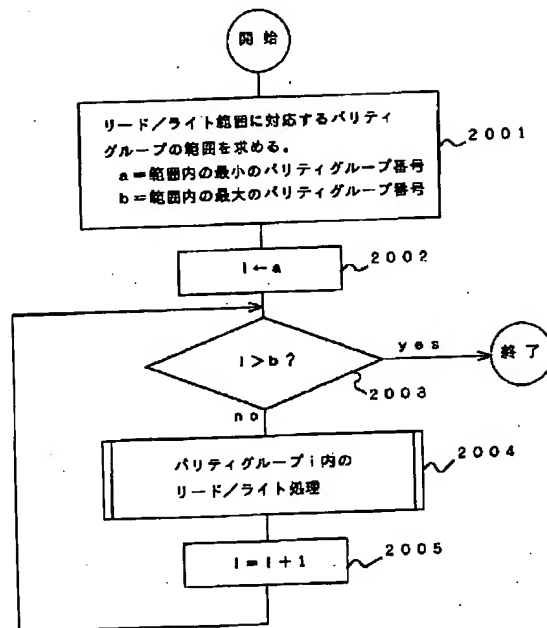 開始
リード／ライト範囲に対応するパリティ
グループの範囲を求める。
a＝範囲内の最小のパリティグループ番号
b＝範囲内の最大のパリティグループ番号
2001
i←a
2002
i＞b？
yes
終了
2003
no
パリティグループi内の
リード／ライト処理
2004
i＝i＋1
2005